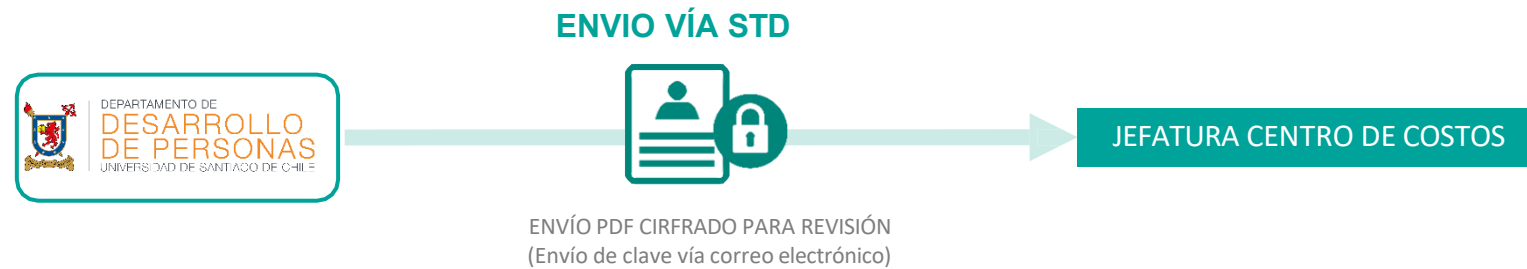 ENVIO VÍA STD
DEPARTAMENTO DE
DESARROLLO
DE PERSONAS
UNIVERSIDAD DE SANTIAGO DE CHILE
JEFATURA CENTRO DE COSTOS
ENVÍO PDF CIRFRADO PARA REVISIÓN
(Envío de clave vía correo electrónico)